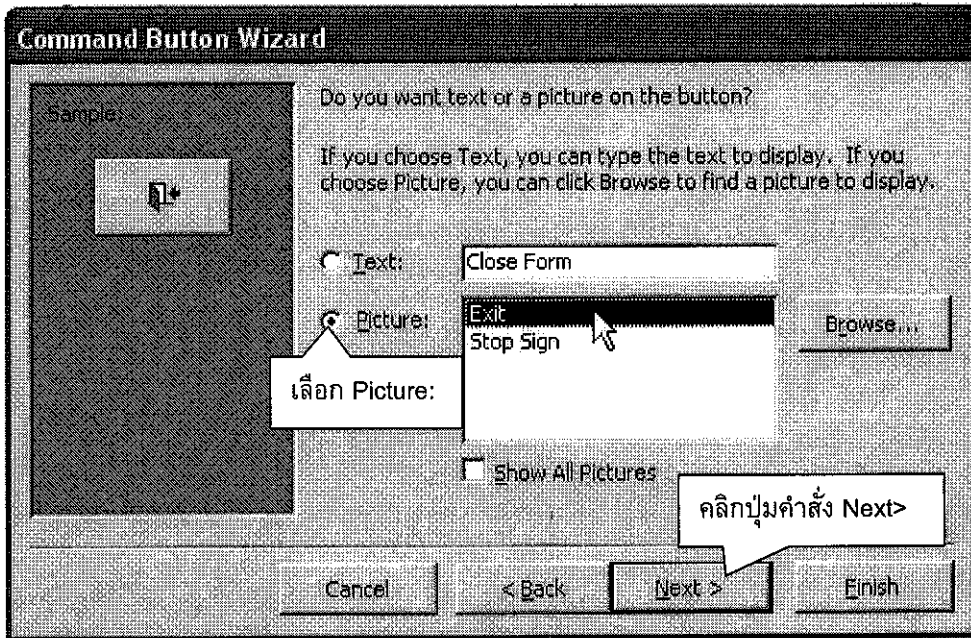 Command Button Wizard
Sample:
Do you want text or a picture on the button?
If you choose Text, you can type the text to display. If you
choose Picture, you can click Browse to find a picture to display.
Text:
Close Form
Picture:
Exit
Stop Sign
Browse...
เลือก Picture:
Show All Pictures
คลิกปุ่มคำสั่ง Next>
Cancel
< Back
Next >
Finish